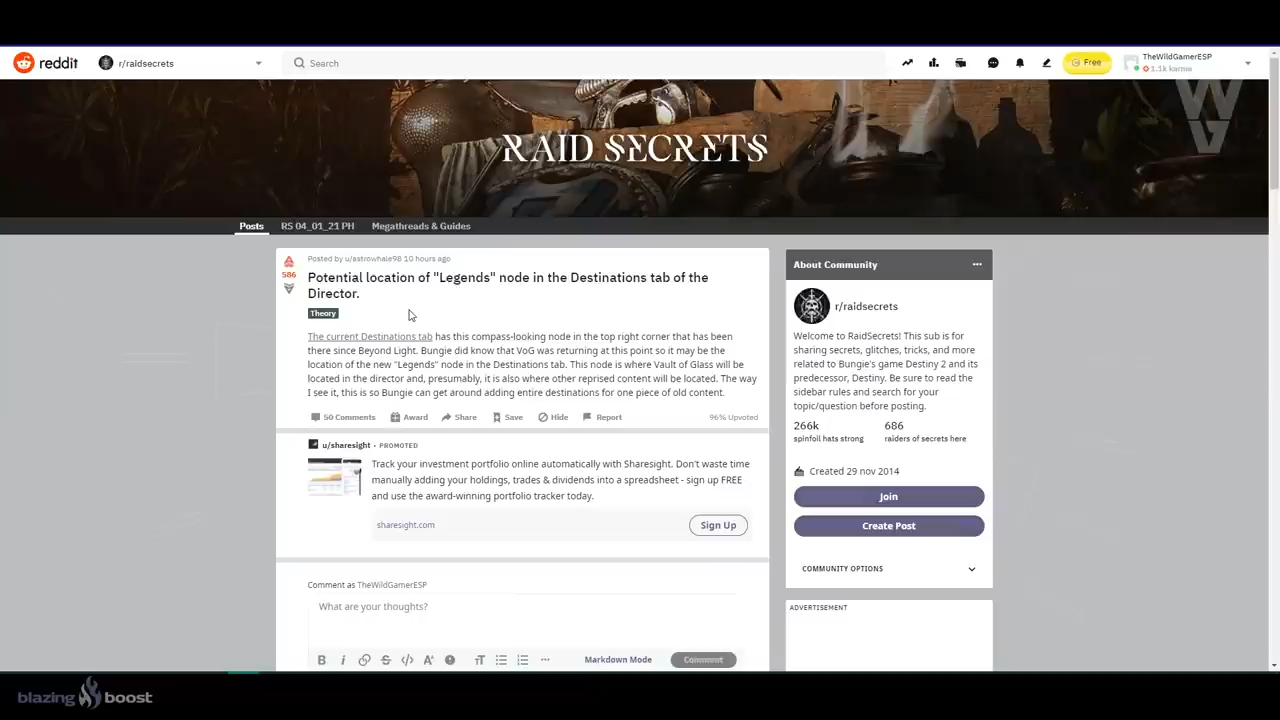 reddit
r/raidsecrets
Search
Free
TheWildGamerESP
1.1k karma
RAID SECRETS
Posts
RS 04_01_21 PH
Megathreads & Guides
586
Posted by u/astrowhale98 10 hours ago
Potential location of "Legends" node in the Destinations tab of the
Director.
Theory
The current Destinations tab has this compass-looking node in the top right corner that has been
there since Beyond Light. Bungie did know that VoG was returning at this point so it may be the
location of the new "Legends" node in the Destinations tab. This node is where Vault of Glass will be
located in the director and, presumably, it is also where other reprised content will be located. The way
I see it, this is so Bungie can get around adding entire destinations for one piece of old content.
50 Comments
Award
Share
Save
Hide
Report
96% Upvoted
u/sharesight • PROMOTED
Track your investment portfolio online automatically with Sharesight. Don't waste time
manually adding your holdings, trades & dividends into a spreadsheet - sign up FREE
and use the award-winning portfolio tracker today.
sharesight.com
Sign Up
Comment as TheWildGamerESP
What are your thoughts?
Markdown Mode
Comment
About Community
r/raidsecrets
Welcome to RaidSecrets! This sub is for
sharing secrets, glitches, tricks, and more
related to Bungie's game Destiny 2 and its
predecessor, Destiny. Be sure to read the
sidebar rules and search for your
topic/question before posting.
266k
spinfoil hats strong
686
raiders of secrets here
Created 29 nov 2014
Join
Create Post
COMMUNITY OPTIONS
ADVERTISEMENT
blazing boost